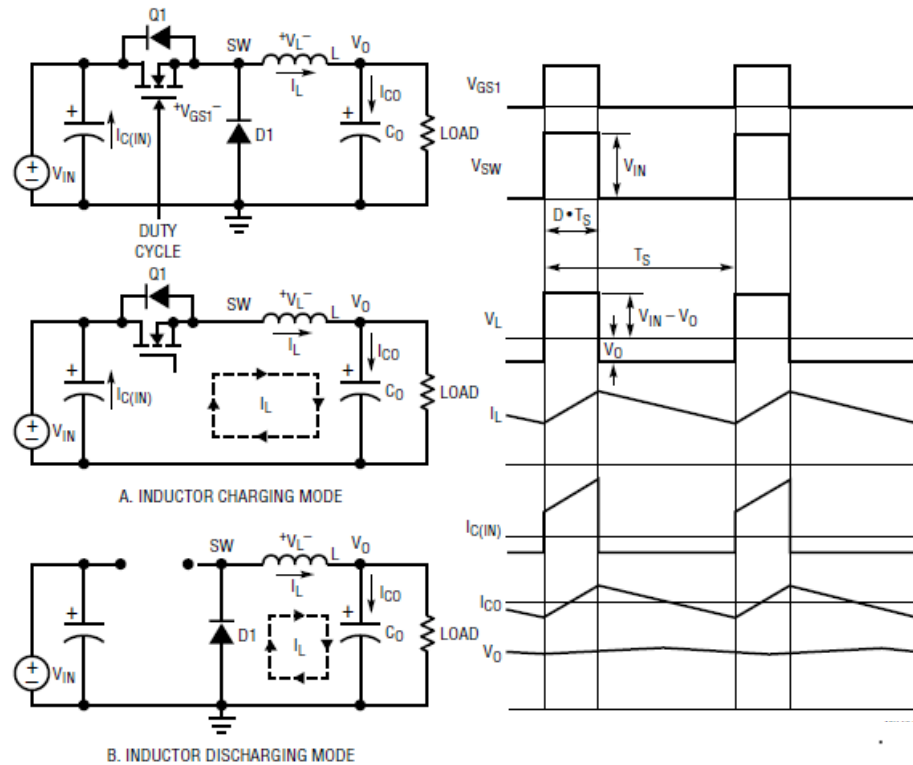 Q1
SW
+VL−
L
VO
IL
ICO
+
IC(IN)
+VGS1−
+
CO
LOAD
D1
+
−
VIN
DUTY
CYCLE
Q1
SW
+VL−
L
VO
IL
ICO
+
IC(IN)
IL
+
CO
LOAD
+
−
VIN
A. INDUCTOR CHARGING MODE
SW
+VL−
L
VO
IL
ICO
+
D1
IL
+
CO
LOAD
+
−
VIN
B. INDUCTOR DISCHARGING MODE
VGS1
VSW
VIN
D•TS
TS
VL
VIN − VO
VO
IL
IC(IN)
ICO
VO